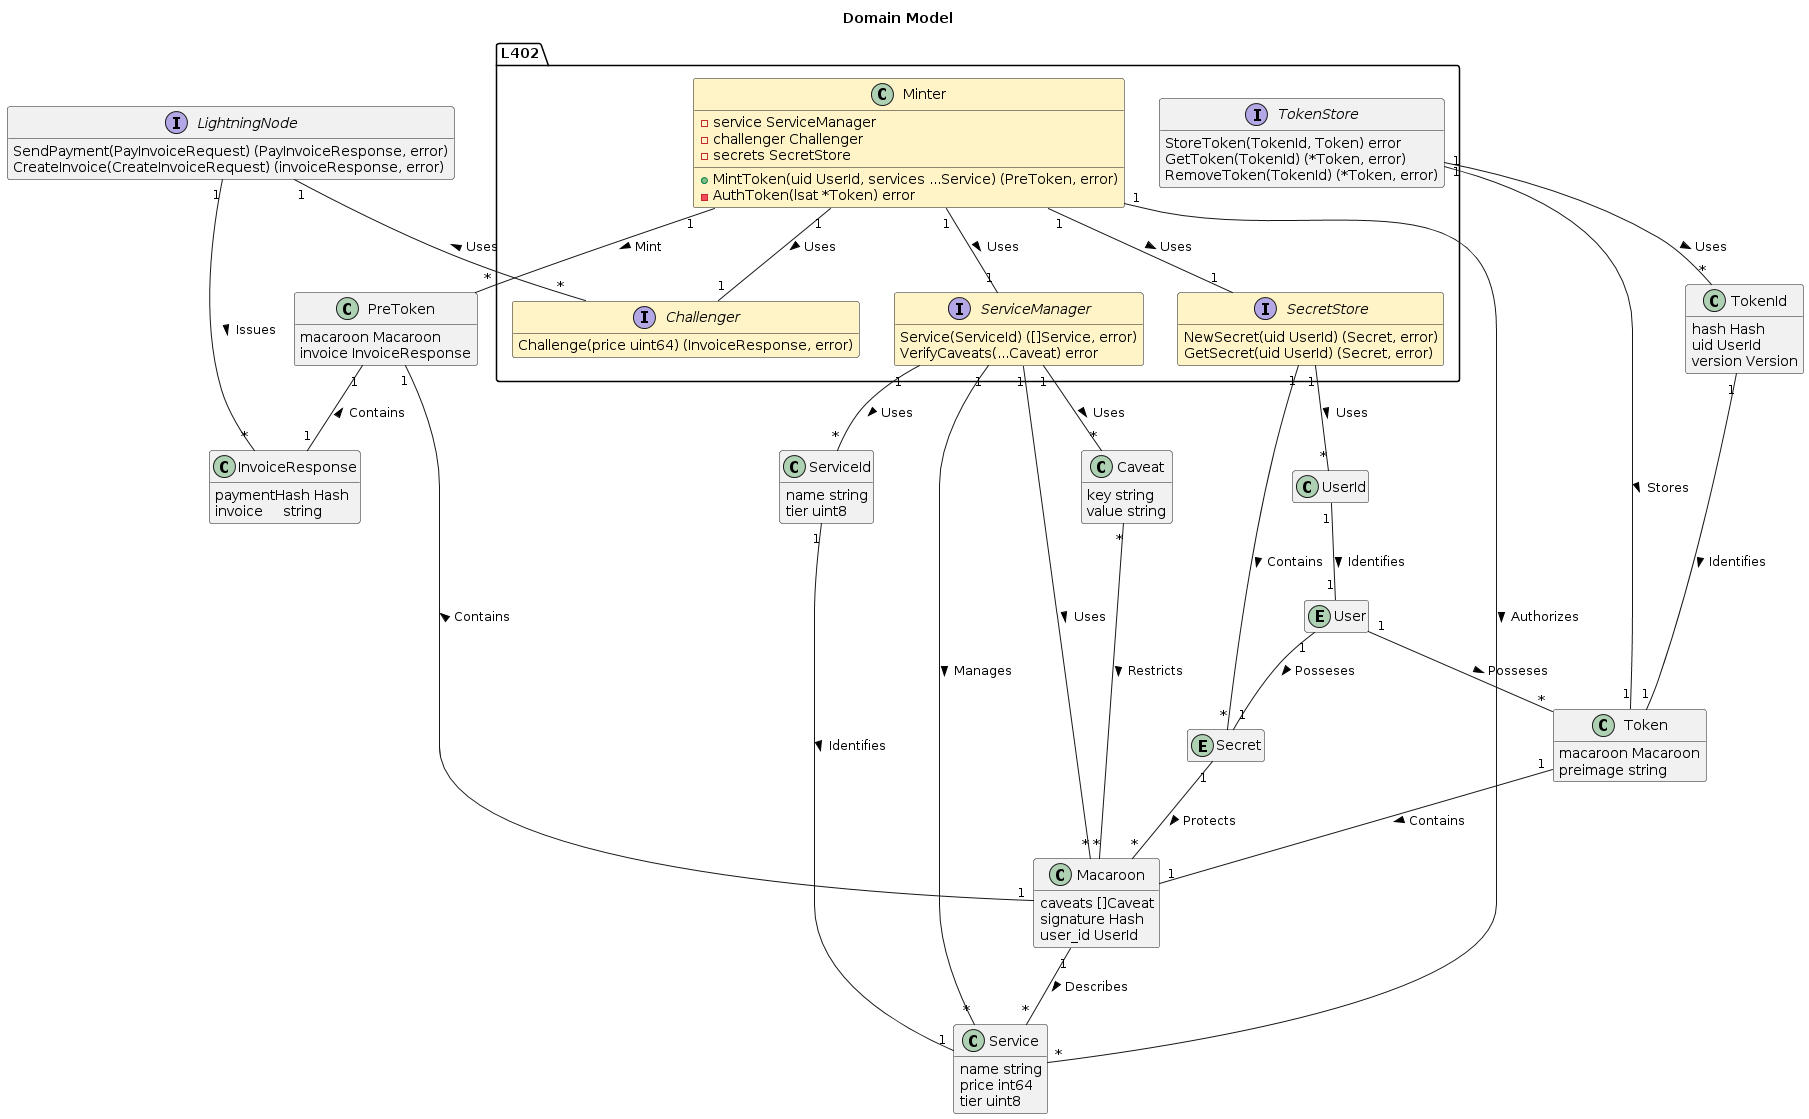 Domain Model
L402
C Minter
service ServiceManager
challenger Challenger
secrets SecretStore
MintToken(uid UserId, services ...Service) (PreToken, error)
AuthToken(lsat *Token) error
I TokenStore
StoreToken(TokenId, Token) error
GetToken(TokenId) (*Token, error)
RemoveToken(TokenId) (*Token, error)
I LightningNode
SendPayment(PayInvoiceRequest) (PayInvoiceResponse, error)
CreateInvoice(CreateInvoiceRequest) (invoiceResponse, error)
1
1
1
1
1
1
1
1
1
Uses
Mint
Uses
Uses
Uses
Uses
*
*
1
1
1
*
C PreToken
macaroon Macaroon
invoice InvoiceResponse
I Challenger
Challenge(price uint64) (InvoiceResponse, error)
I ServiceManager
Service(ServiceId) ([]Service, error)
VerifyCaveats(...Caveat) error
I SecretStore
NewSecret(uid UserId) (Secret, error)
GetSecret(uid UserId) (Secret, error)
C TokenId
hash Hash
uid UserId
version Version
Issues
1
1
1
1
1
1
1
1
1
Contains
Uses
Uses
Uses
*
1
*
*
*
C InvoiceResponse
paymentHash Hash
invoice string
C ServiceId
name string
tier uint8
C Caveat
key string
value string
C UserId
Stores
1
*
1
Contains
Identifies
Identifies
1
E User
Contains
Uses
Authorizes
1
1
Manages
Restricts
Posseses
Posseses
*
1
*
1
1
E Secret
C Token
macaroon Macaroon
preimage string
Identifies
1
1
Protects
Contains
*
*
*
1
1
C Macaroon
caveats []Caveat
signature Hash
user_id UserId
1
Describes
*
*
1
*
C Service
name string
price int64
tier uint8